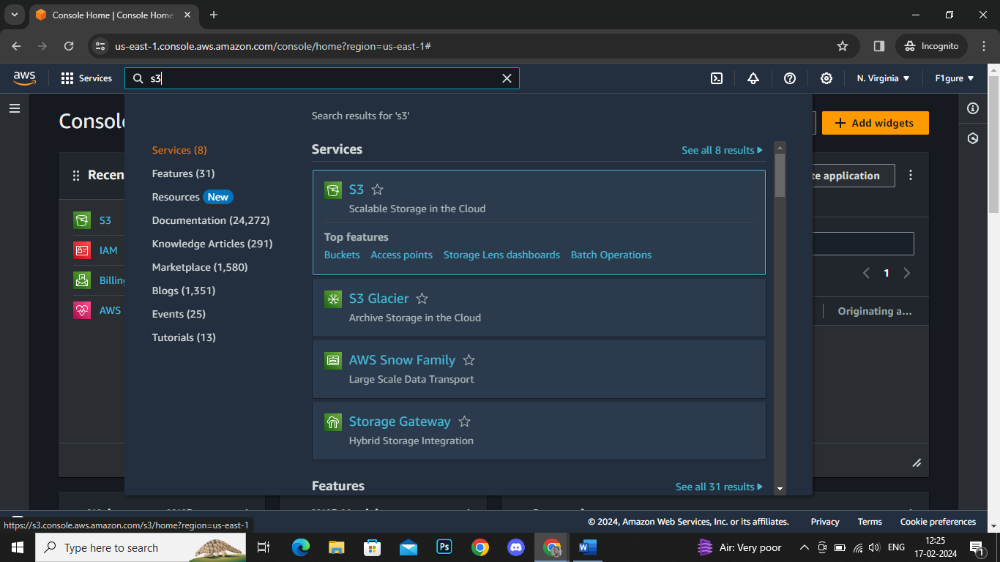 Console Home | Console Home
us-east-1.console.aws.amazon.com/console/home?region=us-east-1#
Incognito
aws
Services
s3
N. Virginia
F1gure
Console
Add widgets
Recen
S3
IAM
Billing
AWS
te application
1
Originating a...
Search results for 's3'
Services (8)
Features (31)
Resources New
Documentation (24,272)
Knowledge Articles (291)
Marketplace (1,580)
Blogs (1,351)
Events (25)
Tutorials (13)
Services
See all 8 results
S3
Scalable Storage in the Cloud
Top features
Buckets Access points Storage Lens dashboards Batch Operations
S3 Glacier
Archive Storage in the Cloud
AWS Snow Family
Large Scale Data Transport
Storage Gateway
Hybrid Storage Integration
Features
See all 31 results
https://s3.console.aws.amazon.com/s3/home?region=us-east-1
© 2024, Amazon Web Services, Inc. or its affiliates.
Privacy
Terms
Cookie preferences
Type here to search
Ps
Air: Very poor
ENG
12:25
17-02-2024
1